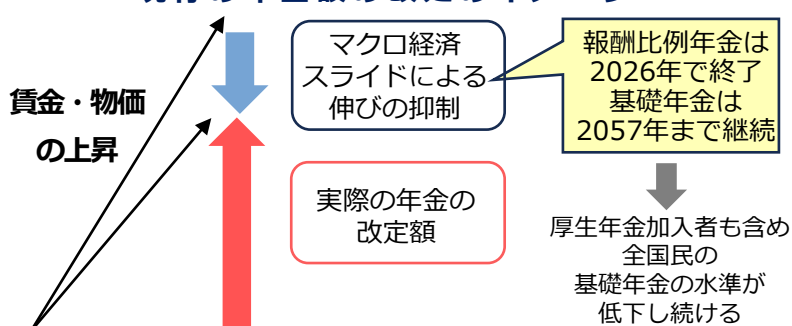 賃金・物価
の上昇
マクロ経済
スライドによる
伸びの抑制
報酬比例年金は
2026年で終了
基礎年金は
2057年まで継続
実際の年金の
改定額
厚生年金加入者も含め
全国民の
基礎年金の水準が
低下し続ける